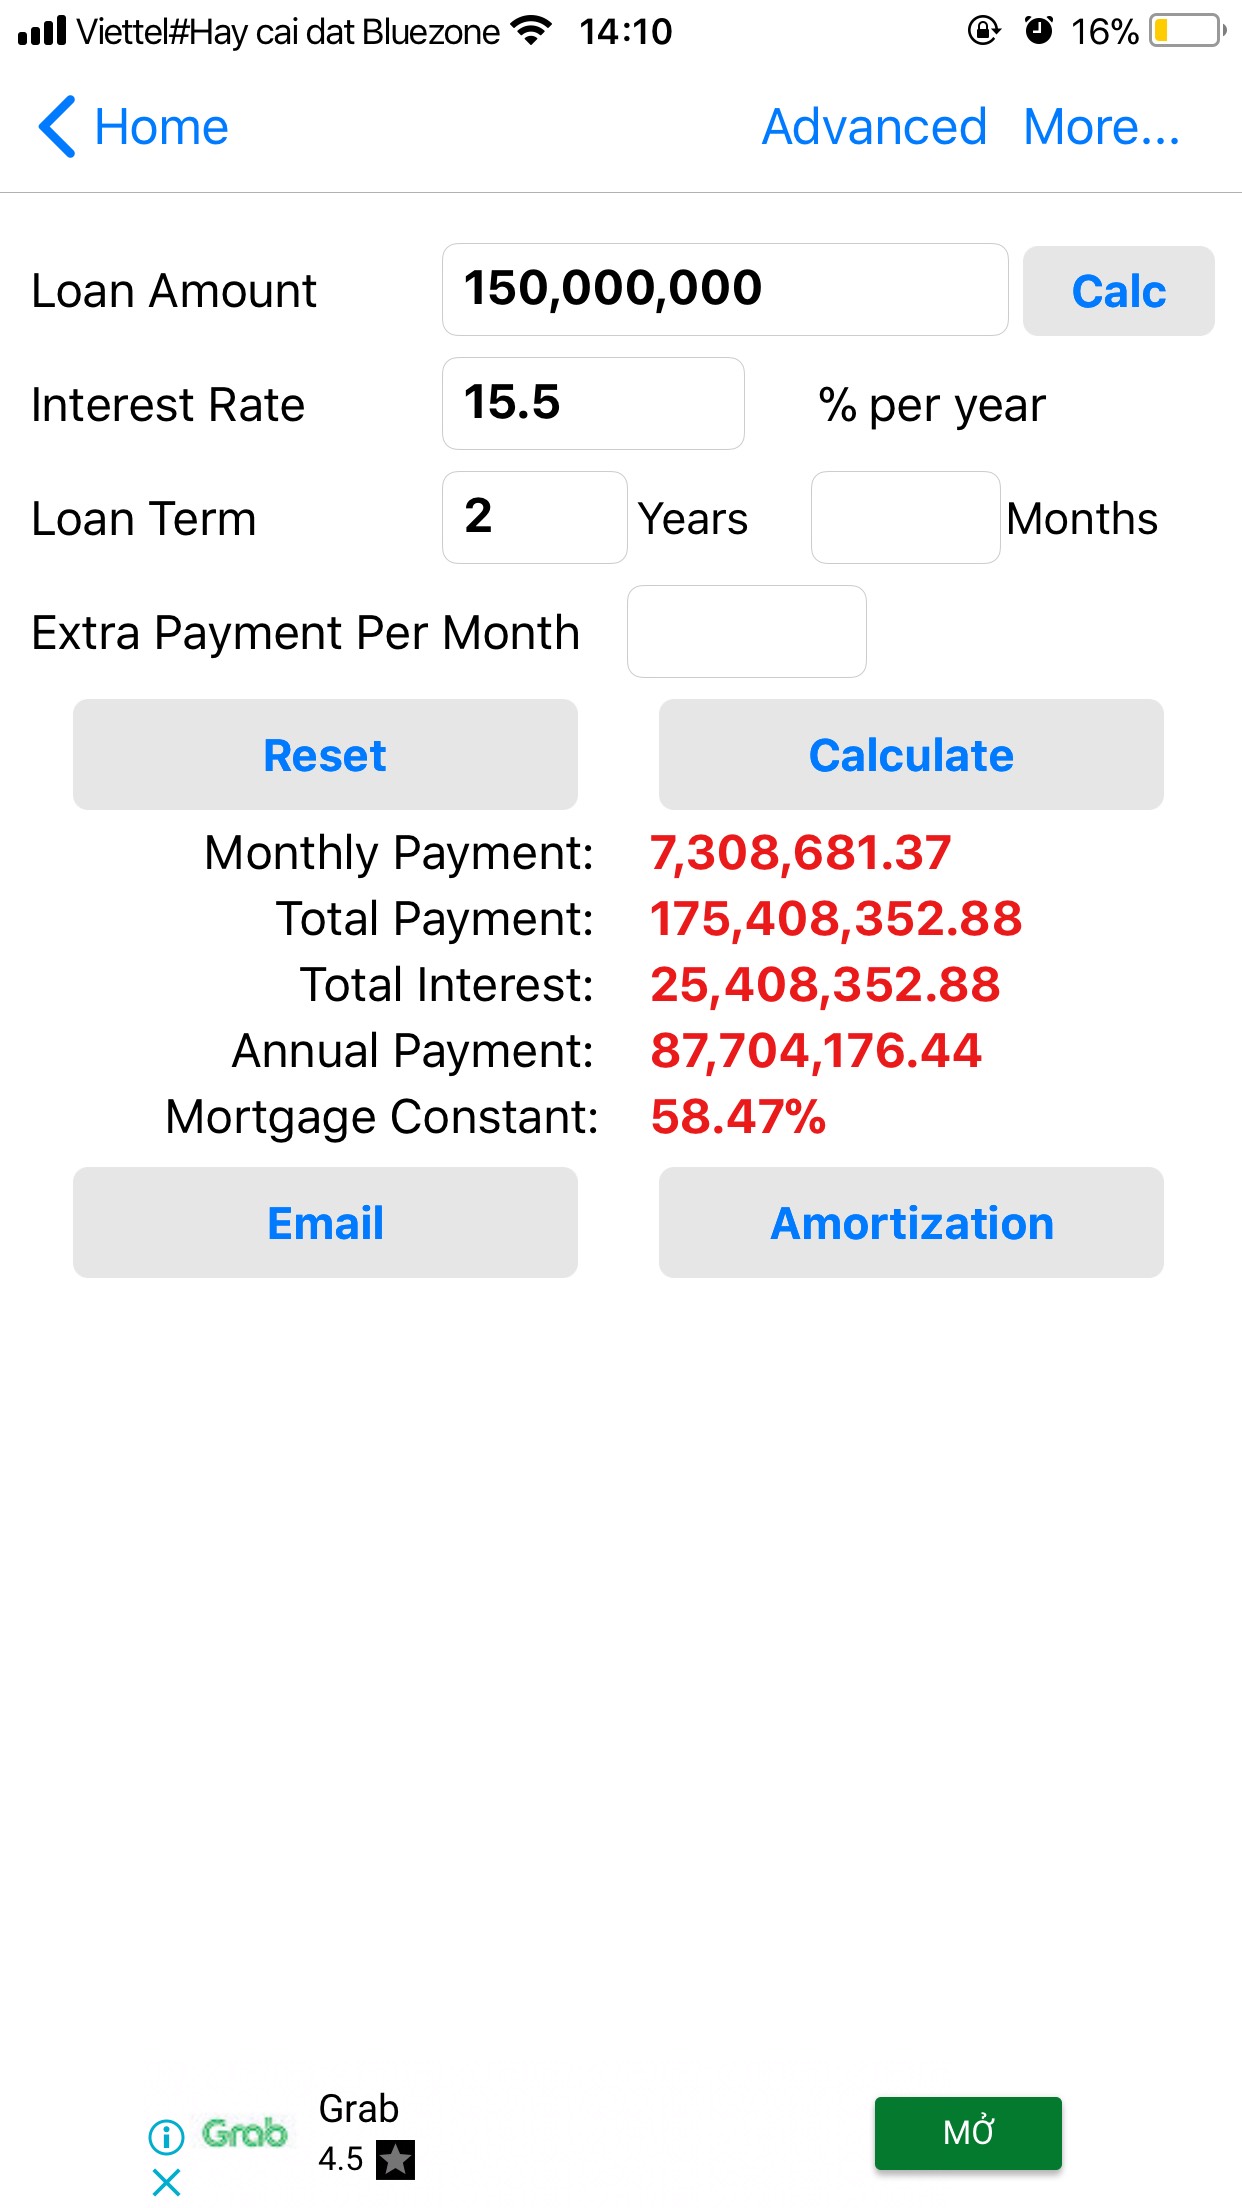 Viettel#Hay cai dat Bluezone 14:10 16%
Home Advanced More...
Loan Amount 150,000,000 Calc
Interest Rate 15.5 % per year
Loan Term 2 Years Months
Extra Payment Per Month
Reset Calculate
Monthly Payment: 7,308,681.37
Total Payment: 175,408,352.88
Total Interest: 25,408,352.88
Annual Payment: 87,704,176.44
Mortgage Constant: 58.47%
Email Amortization
Grab
Grab
4.5
MỞ